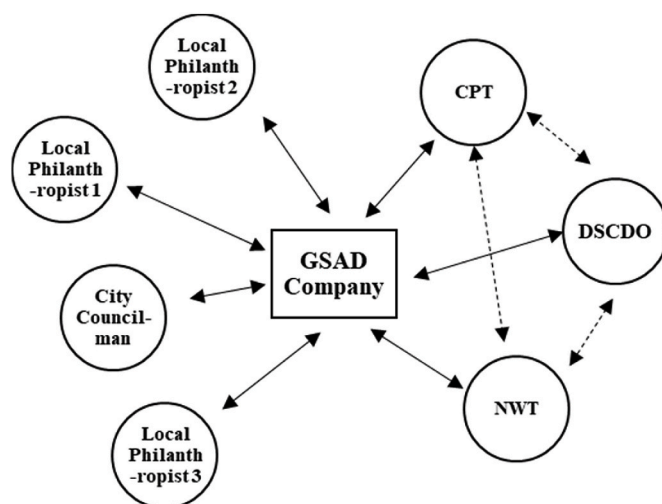 Local
Philanth
-ropist 2
CPT
Local
Philanth
-ropist 1
DSCDO
GSAD
Company
City
Council-
man
NWT
Local
Philanth
-ropist 3